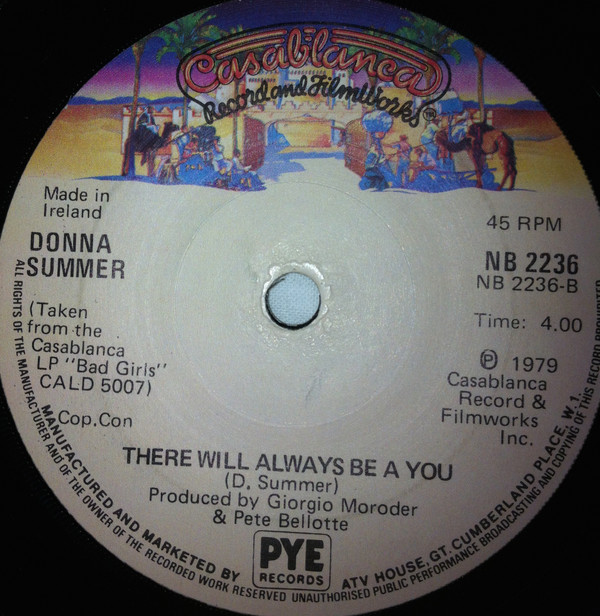 Casablanca
Record and FilmWorks
Made in
Ireland
DONNA
SUMMER
(Taken
from the
Casablanca
LP "Bad Girls"
CALD 5007)
Cop.Con
45 RPM
NB 2236
NB 2236-B
Time: 4.00
Ⓟ 1979
Casablanca
Record &
Filmworks
Inc.
THERE WILL ALWAYS BE A YOU
(D. Summer)
Produced by Giorgio Moroder
& Pete Bellotte
MANUFACTURED AND MARKETED BY
PYE
RECORDS
ATV HOUSE, GT. CUMBERLAND PLACE, W.1.
ALL RIGHTS OF THE MANUFACTURER AND OF THE OWNER OF THE RECORDED WORK RESERVED UNAUTHORISED PUBLIC PERFORMANCE BROADCASTING AND COPYING OF THIS RECORD PROHIBITED